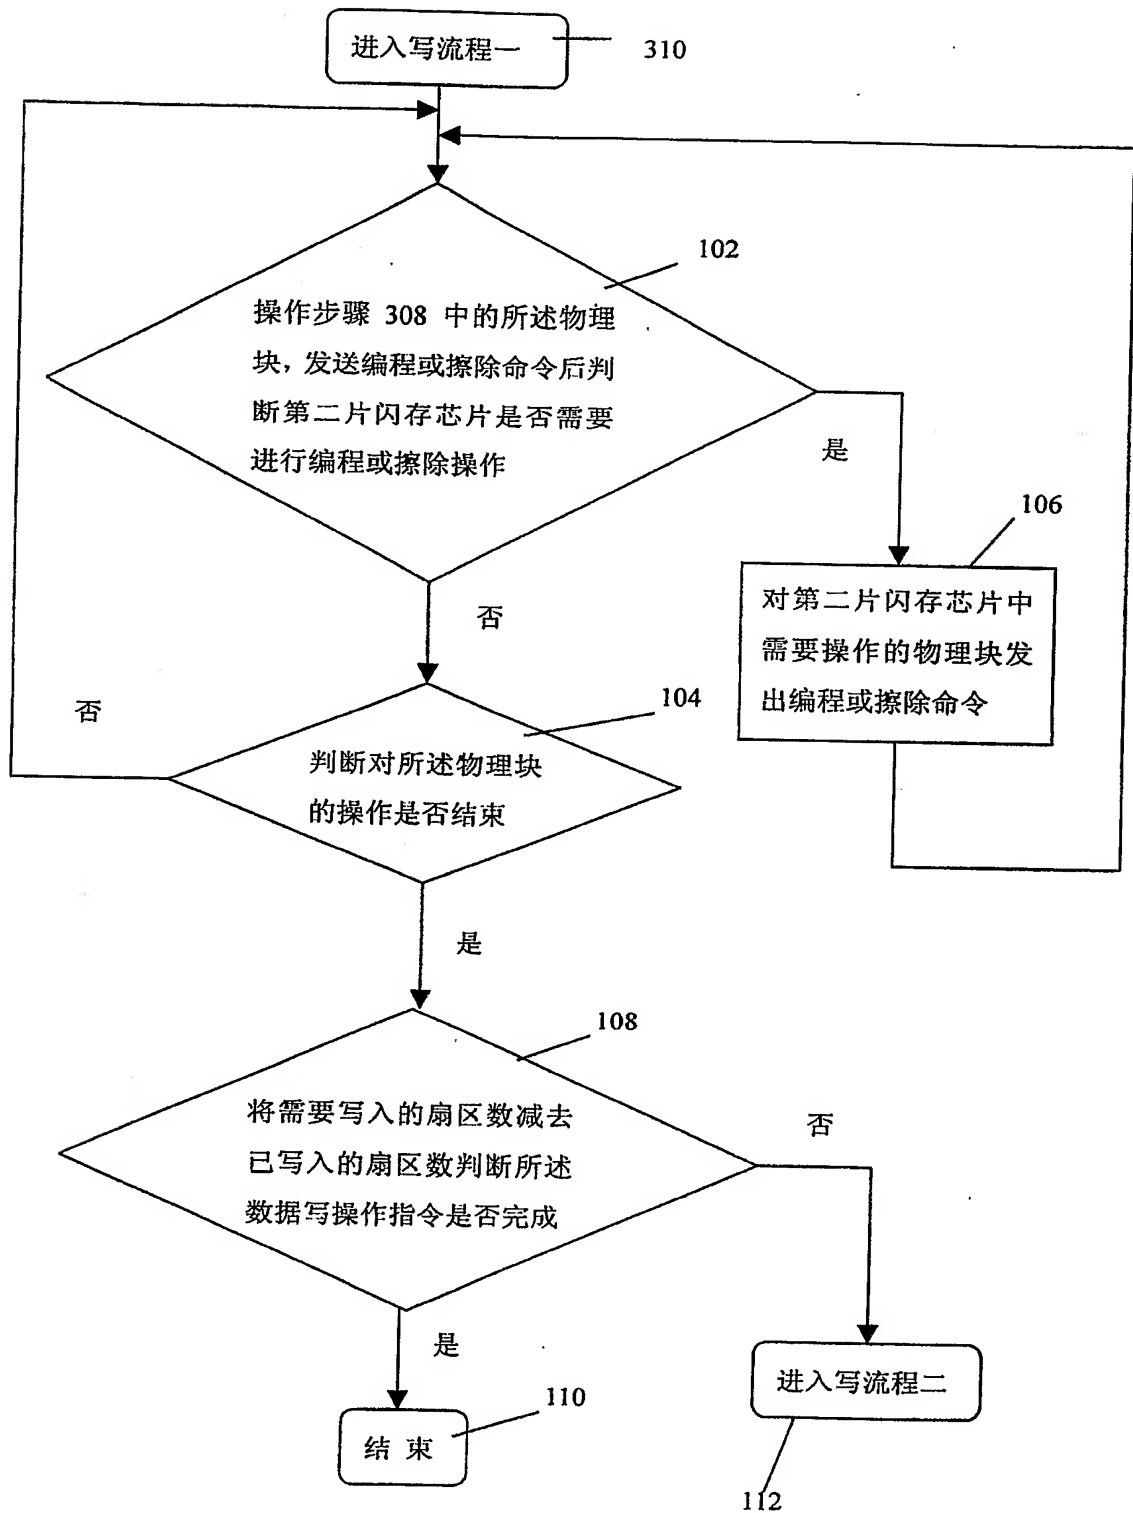 进入写流程一
310
102
操作步骤 308 中的所述物理
块，发送编程或擦除命令后判
断第二片闪存芯片是否需要
进行编程或擦除操作
是
106
对第二片闪存芯片中
需要操作的物理块发
出编程或擦除命令
否
104
否
判断对所述物理块
的操作是否结束
是
108
将需要写入的扇区数减去
已写入的扇区数判断所述
数据写操作指令是否完成
否
是
进入写流程二
110
结 束
112